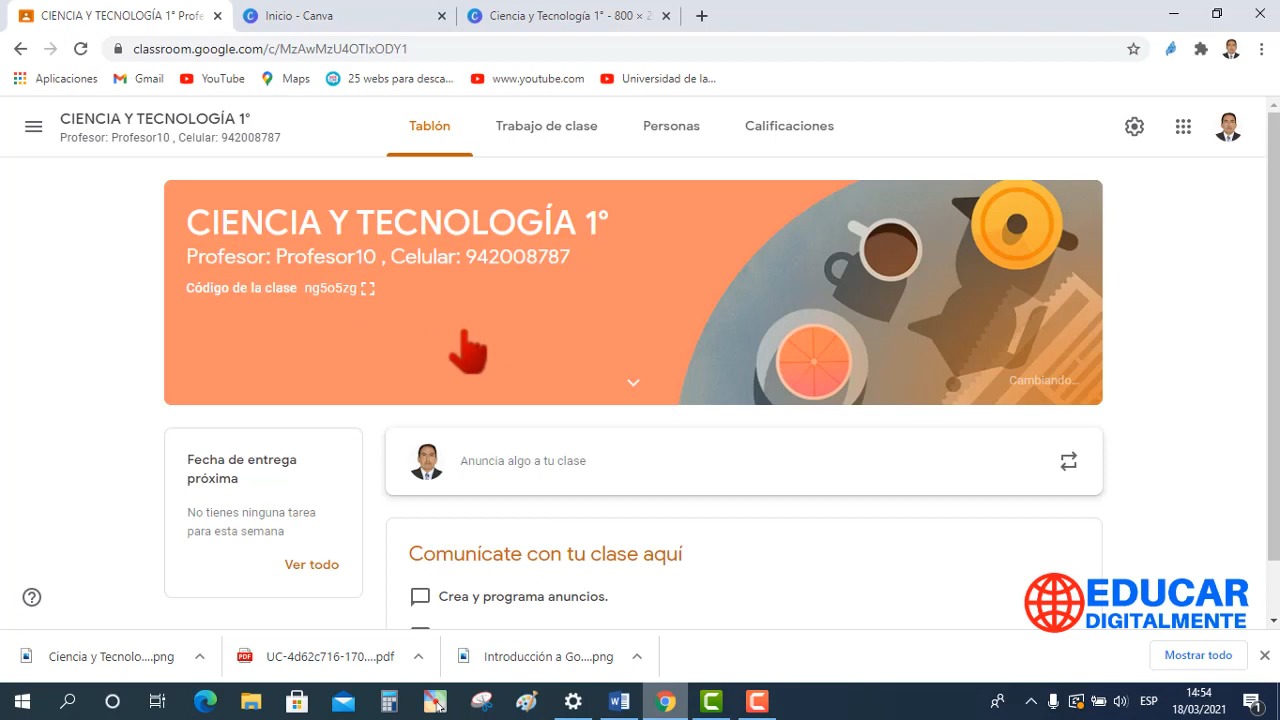 CIENCIA Y TECNOLOGÍA 1° Profe
Inicio - Canva
Ciencia y Tecnología 1° - 800 × 2
classroom.google.com/c/MzAwMzU4OTIxODY1
Aplicaciones
Gmail
YouTube
Maps
25 webs para desca...
www.youtube.com
Universidad de la...
CIENCIA Y TECNOLOGÍA 1°
Profesor: Profesor10 , Celular: 942008787
Tablón
Trabajo de clase
Personas
Calificaciones
CIENCIA Y TECNOLOGÍA 1°
Profesor: Profesor10 , Celular: 942008787
Código de la clase ng5o5zg
Cambiando...
Fecha de entrega
próxima
No tienes ninguna tarea
para esta semana
Ver todo
Anuncia algo a tu clase
Comunícate con tu clase aquí
Crea y programa anuncios.
EDUCAR
DIGITALMENTE
Ciencia y Tecnolo....png
PDF
UC-4d62c716-170....pdf
Introducción a Go....png
Mostrar todo
ESP
14:54
18/03/2021
1